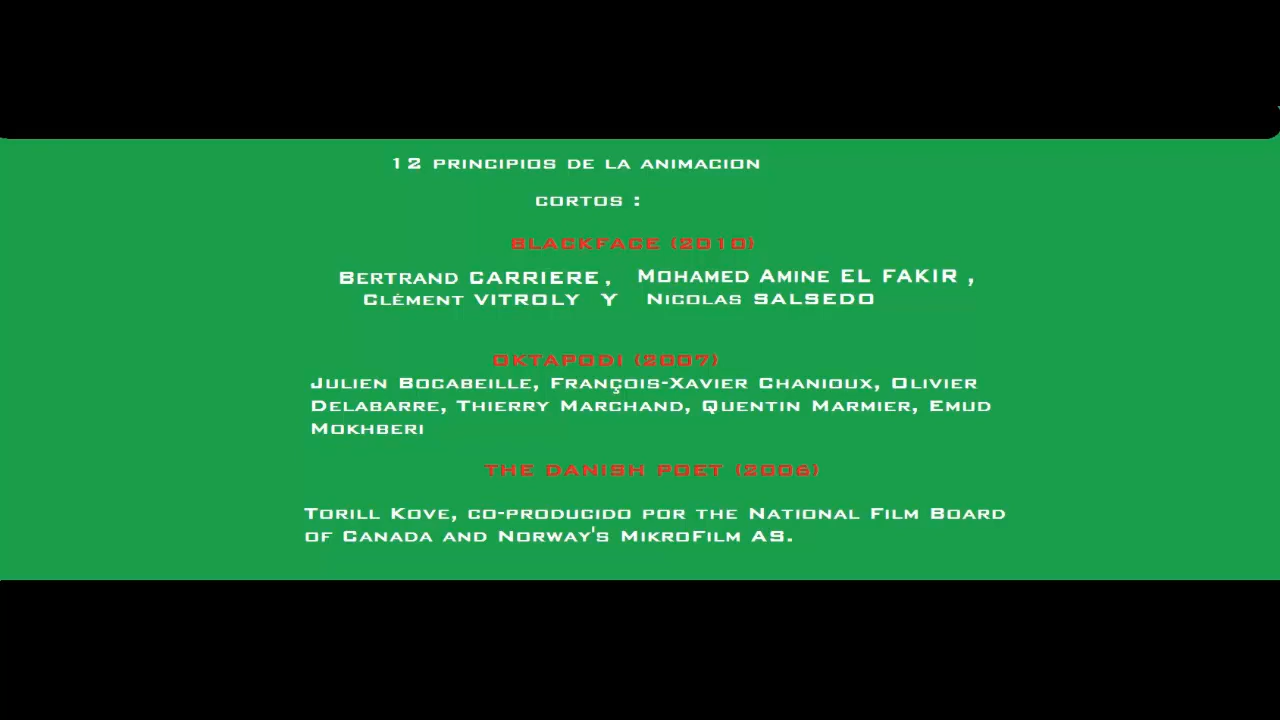 12 PRINCIPIOS DE LA ANIMACION
CORTOS :
BLACKFACE (2010)
BERTRAND CARRIERE, MOHAMED AMINE EL FAKIR ,
CLÉMENT VITROLY Y NICOLAS SALSEDO
OKTAPODI (2007)
JULIEN BOCABEILLE, FRANÇOIS-XAVIER CHANIOUX, OLIVIER
DELABARRE, THIERRY MARCHAND, QUENTIN MARMIER, EMUD
MOKHBERI
THE DANISH POET (2006)
TORILL KOVE, CO-PRODUCIDO POR THE NATIONAL FILM BOARD
OF CANADA AND NORWAY'S MIKROFILM AS.